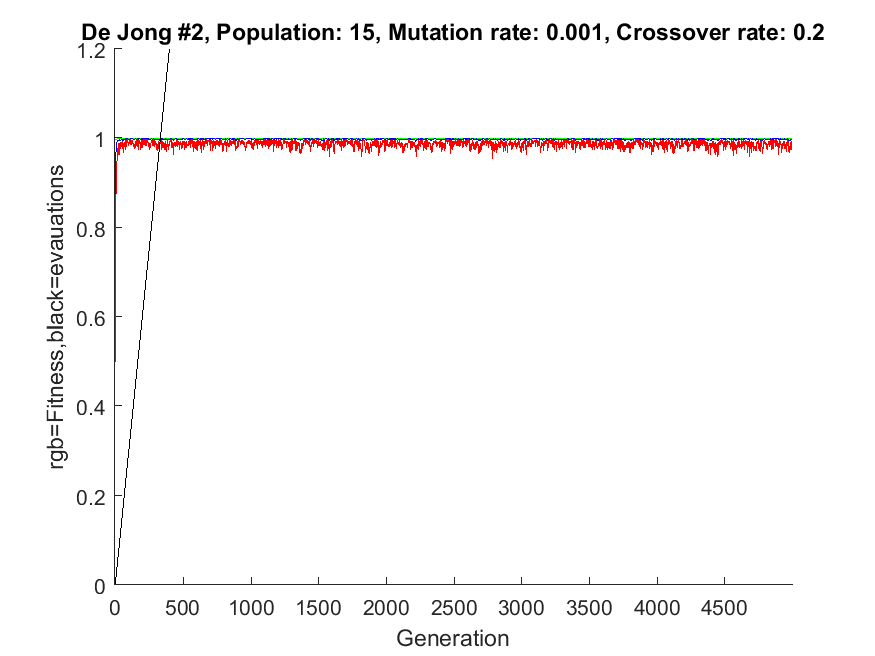 De Jong #2, Population: 15, Mutation rate: 0.001, Crossover rate: 0.2
1.2
1
0.8
0.6
0.4
0.2
0
rgb=Fitness,black=evauations
0 500 1000 1500 2000 2500 3000 3500 4000 4500
Generation